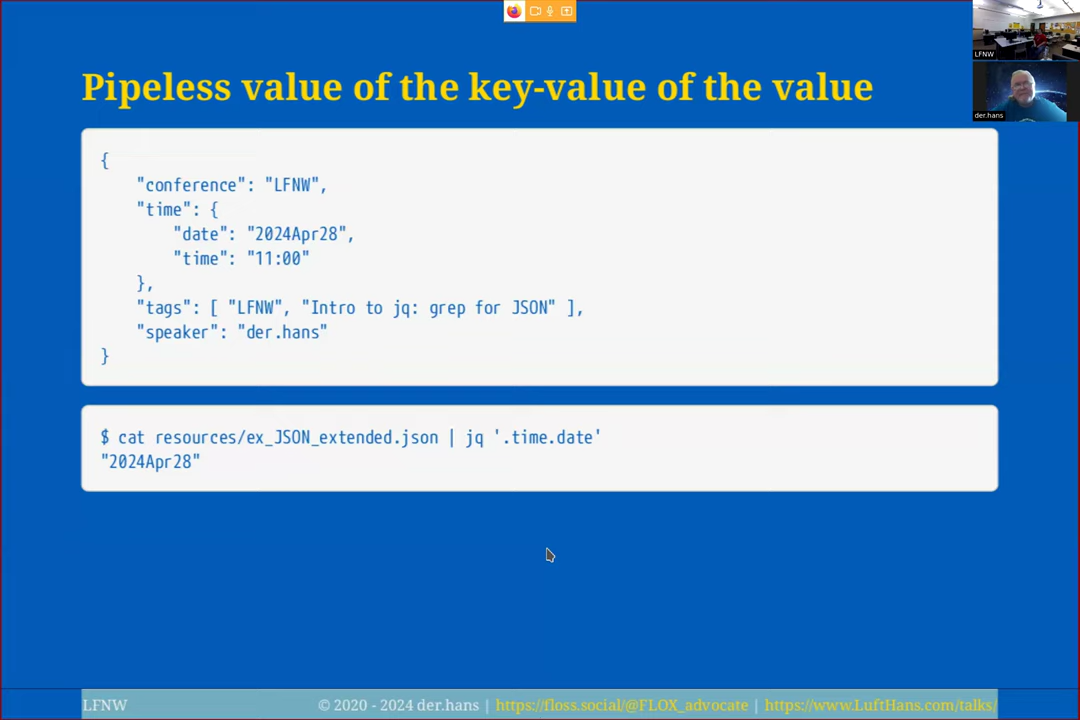 Pipeless value of the key-value of the value
LFNW
der.hans
{
    "conference": "LFNW",
    "time": {
        "date": "2024Apr28",
        "time": "11:00"
    },
    "tags": [ "LFNW", "Intro to jq: grep for JSON" ],
    "speaker": "der.hans"
}
$ cat resources/ex_JSON_extended.json | jq '.time.date'
"2024Apr28"
LFNW © 2020 - 2024 der.hans | https://floss.social/@FLOX_advocate | https://www.LuftHans.com/talks/